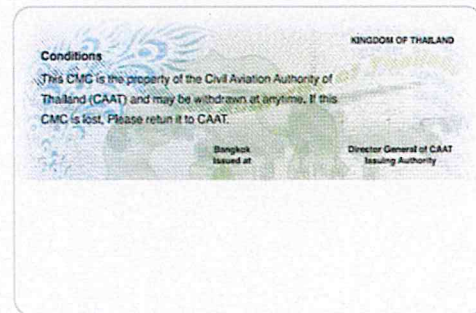 KINGDOM OF THAILAND
Conditions
This CMC is the property of the Civil Aviation Authority of
Thailand (CAAT) and may be withdrawn at anytime. If this
CMC is lost, Please retun it to CAAT.
Bangkok
Issued at
Director General of CAAT
Issuing Authority